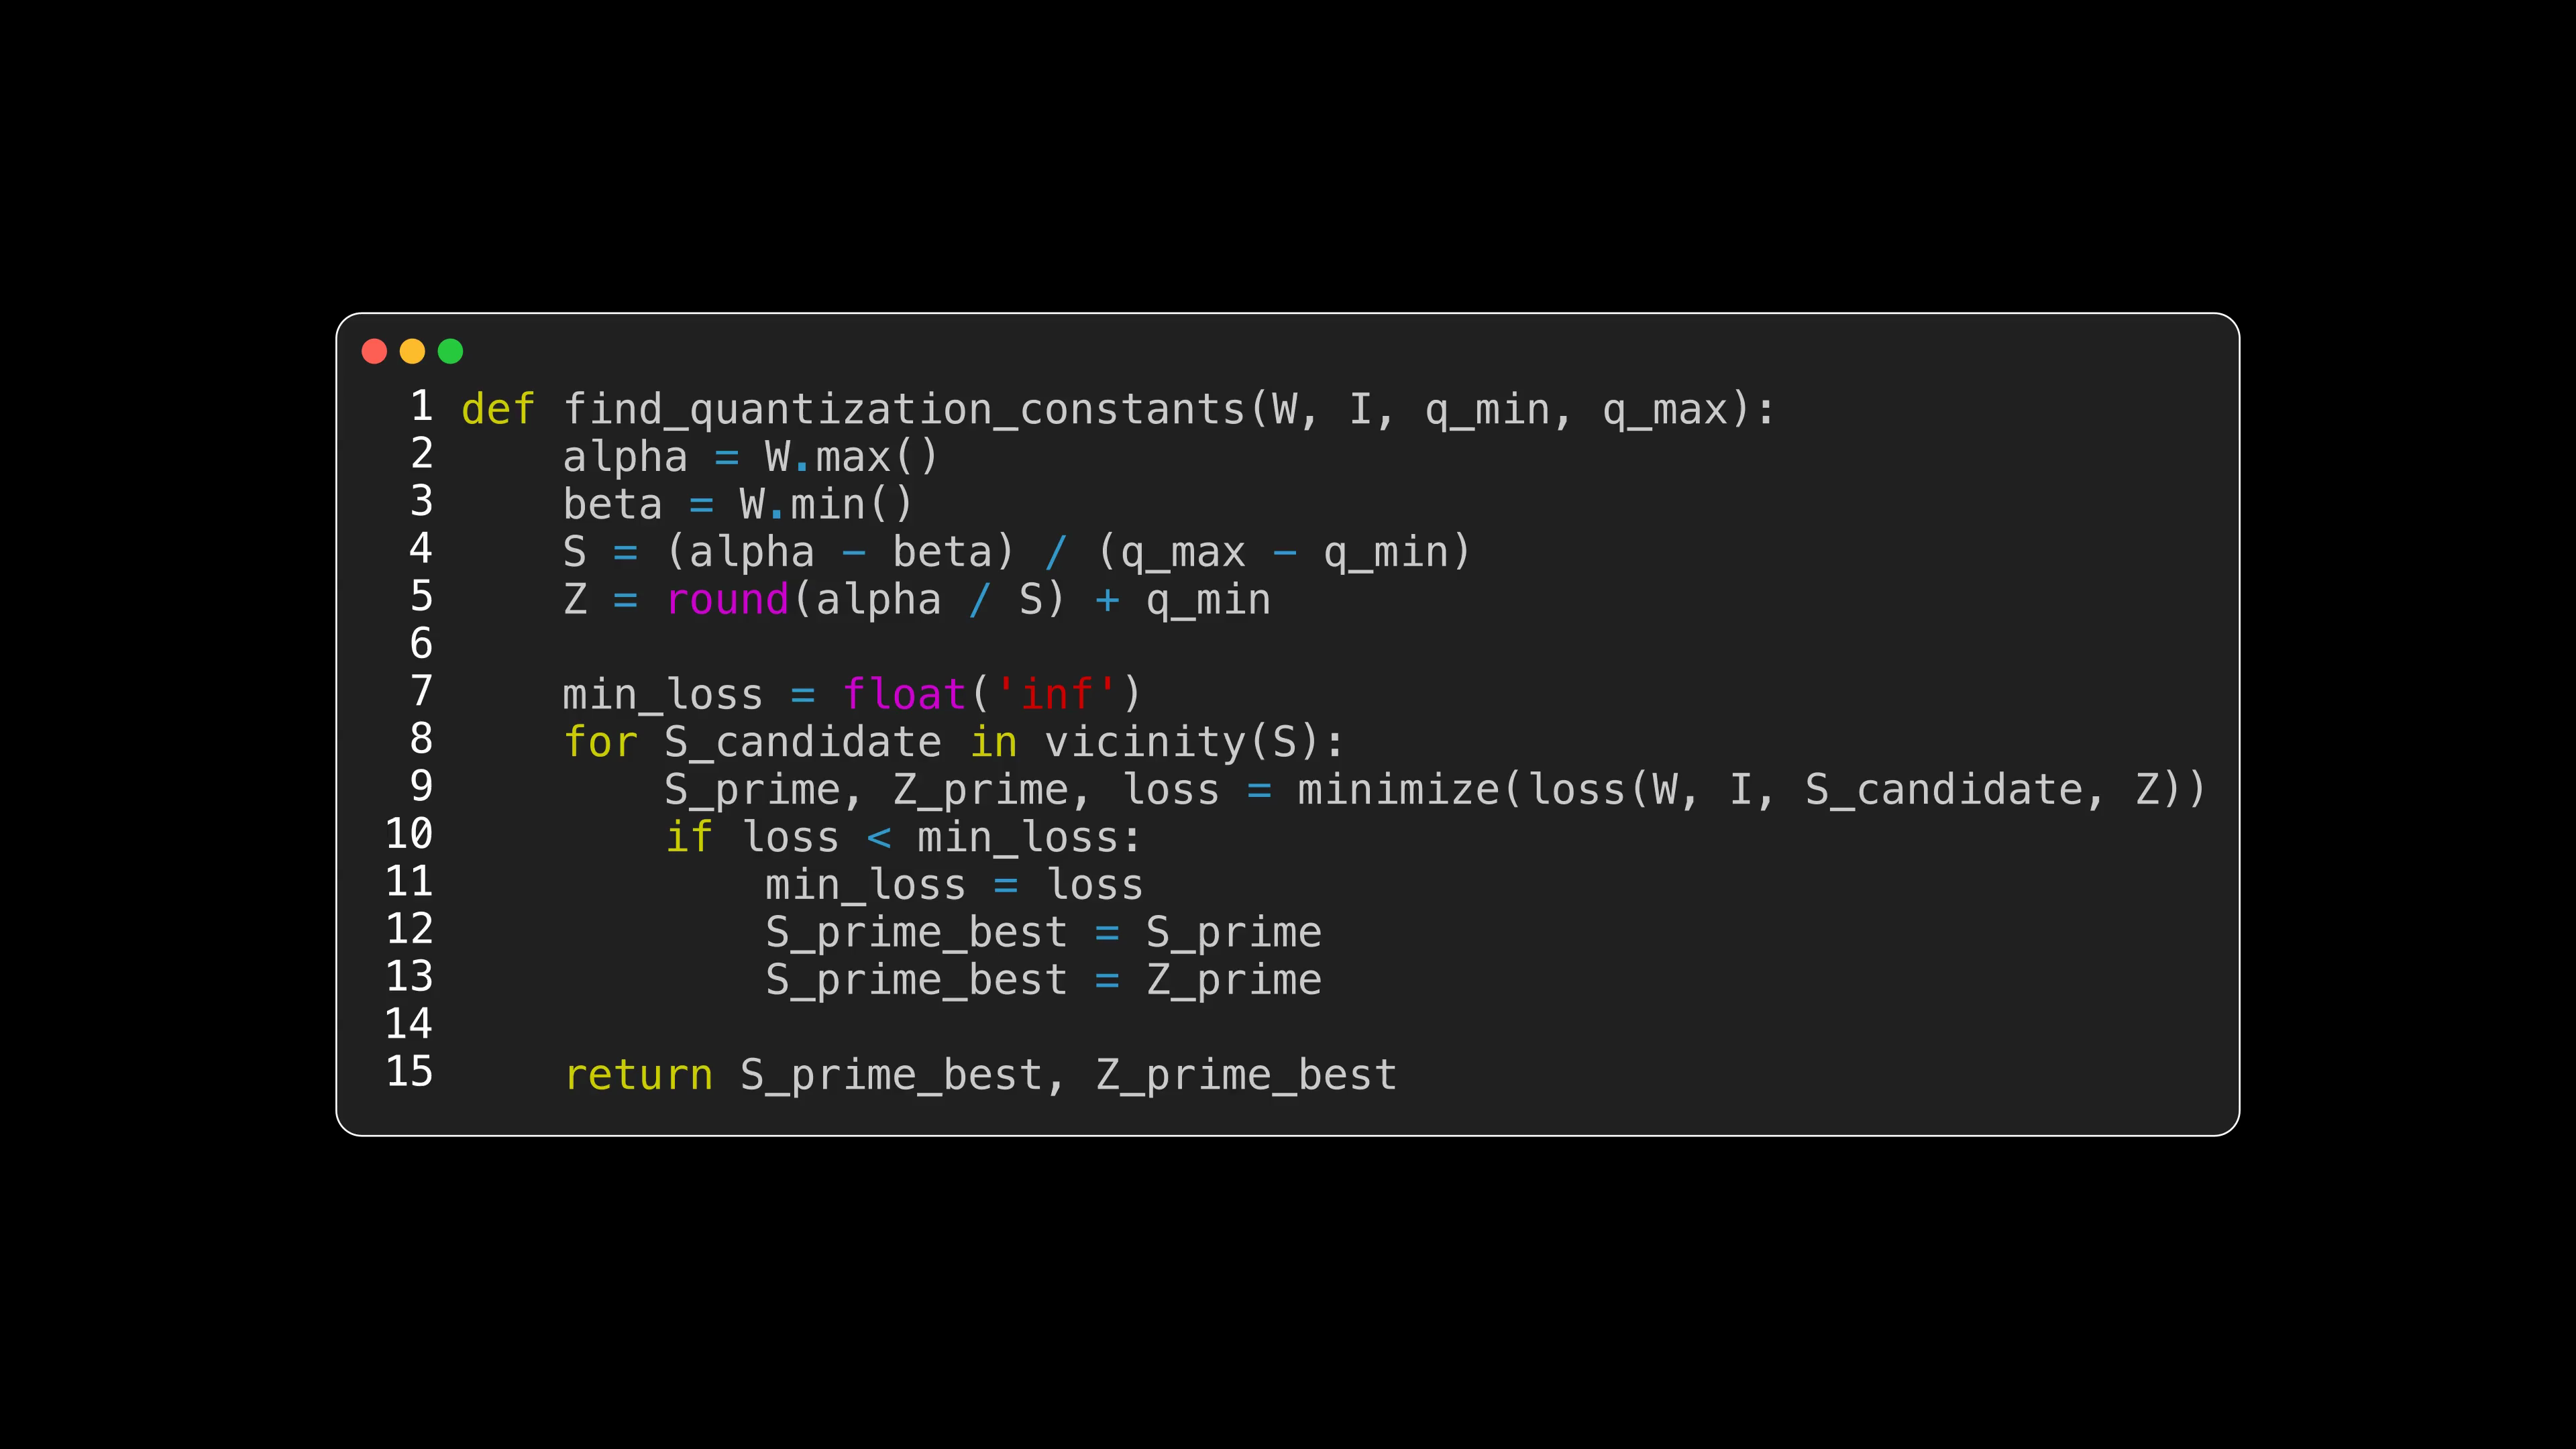 1 def find_quantization_constants(W, I, q_min, q_max):
2     alpha = W.max()
3     beta = W.min()
4     S = (alpha - beta) / (q_max - q_min)
5     Z = round(alpha / S) + q_min
6
7     min_loss = float('inf')
8     for S_candidate in vicinity(S):
9         S_prime, Z_prime, loss = minimize(loss(W, I, S_candidate, Z))
10         if loss < min_loss:
11             min_loss = loss
12             S_prime_best = S_prime
13             S_prime_best = Z_prime
14
15     return S_prime_best, Z_prime_best